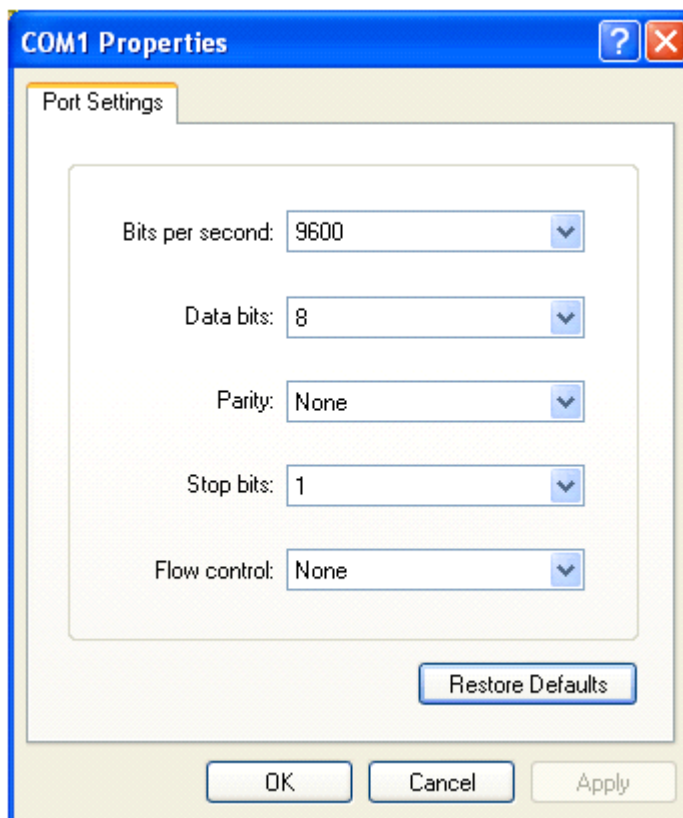 COM1 Properties
Port Settings
Bits per second: 9600
Data bits: 8
Parity: None
Stop bits: 1
Flow control: None
Restore Defaults
OK Cancel Apply